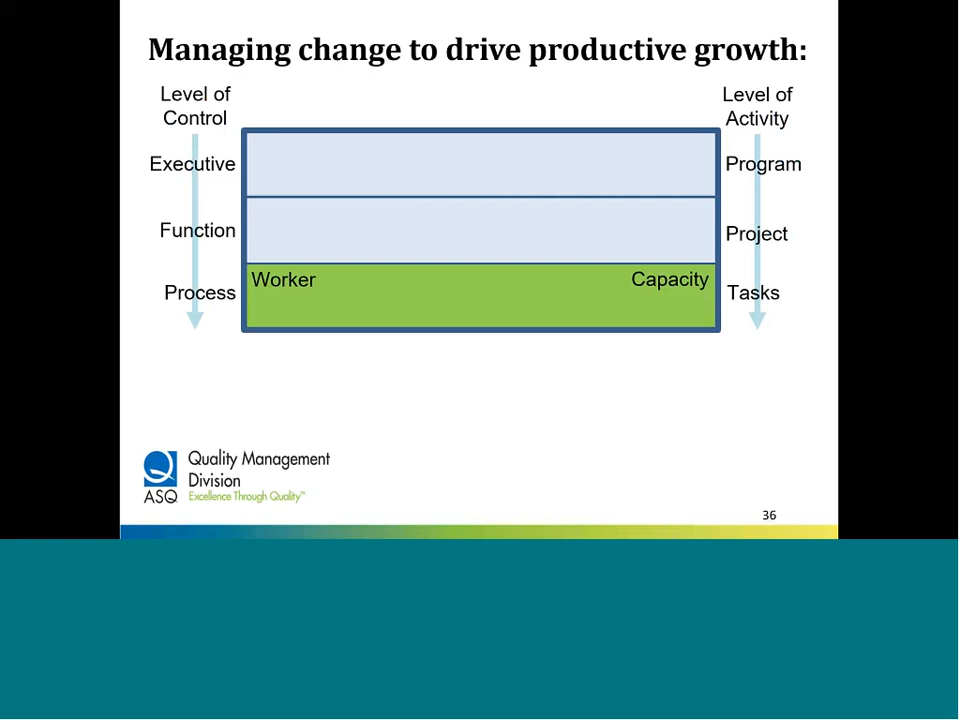 Managing change to drive productive growth:
Level of
Control
Level of
Activity
Executive
Program
Function
Project
Worker
Capacity
Process
Tasks
Quality Management
Division
ASQ
Excellence Through Quality™
36